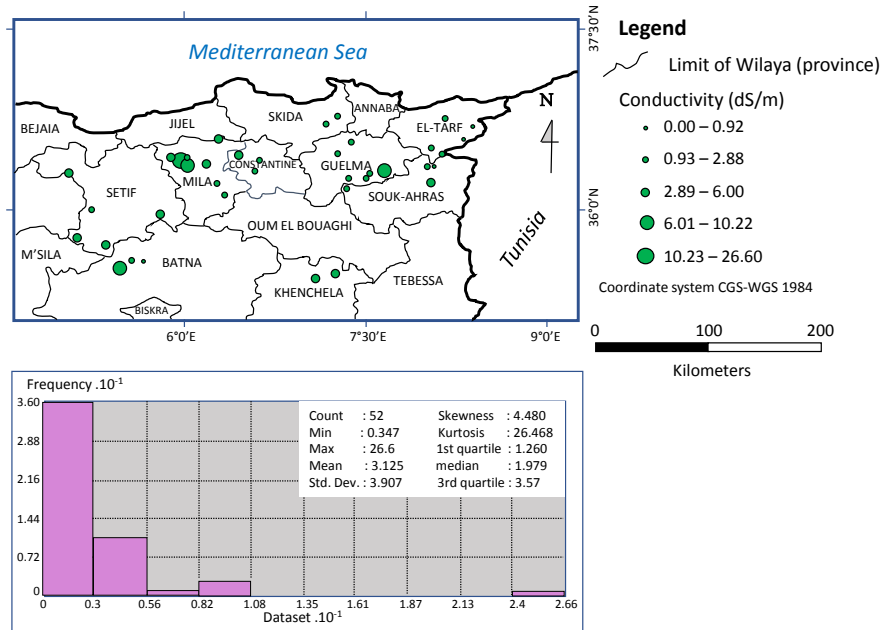 Mediterranean Sea
37°30'N
36°0'N
BEJAIA
JIJEL
SKIDA
ANNABA
EL-TARF
N
SETIF
MILA
CONSTANTINE
GUELMA
SOUK-AHRAS
OUM EL BOUAGHI
M'SILA
BATNA
BISKRA
KHENCHELA
TEBESSA
Tunisia
6°0'E
7°30'E
9°0'E
Legend
Limit of Wilaya (province)
Conductivity (dS/m)
0.00 – 0.92
0.93 – 2.88
2.89 – 6.00
6.01 – 10.22
10.23 – 26.60
Coordinate system CGS-WGS 1984
0 100 200
Kilometers
Frequency .10⁻¹
3.60
2.88
2.16
1.44
0.72
0
Count : 52 Skewness : 4.480
Min : 0.347 Kurtosis : 26.468
Max : 26.6 1st quartile : 1.260
Mean : 3.125 median : 1.979
Std. Dev. : 3.907 3rd quartile : 3.57
0 0.3 0.56 0.82 1.08 1.35 1.61 1.87 2.13 2.4 2.66
Dataset .10⁻¹